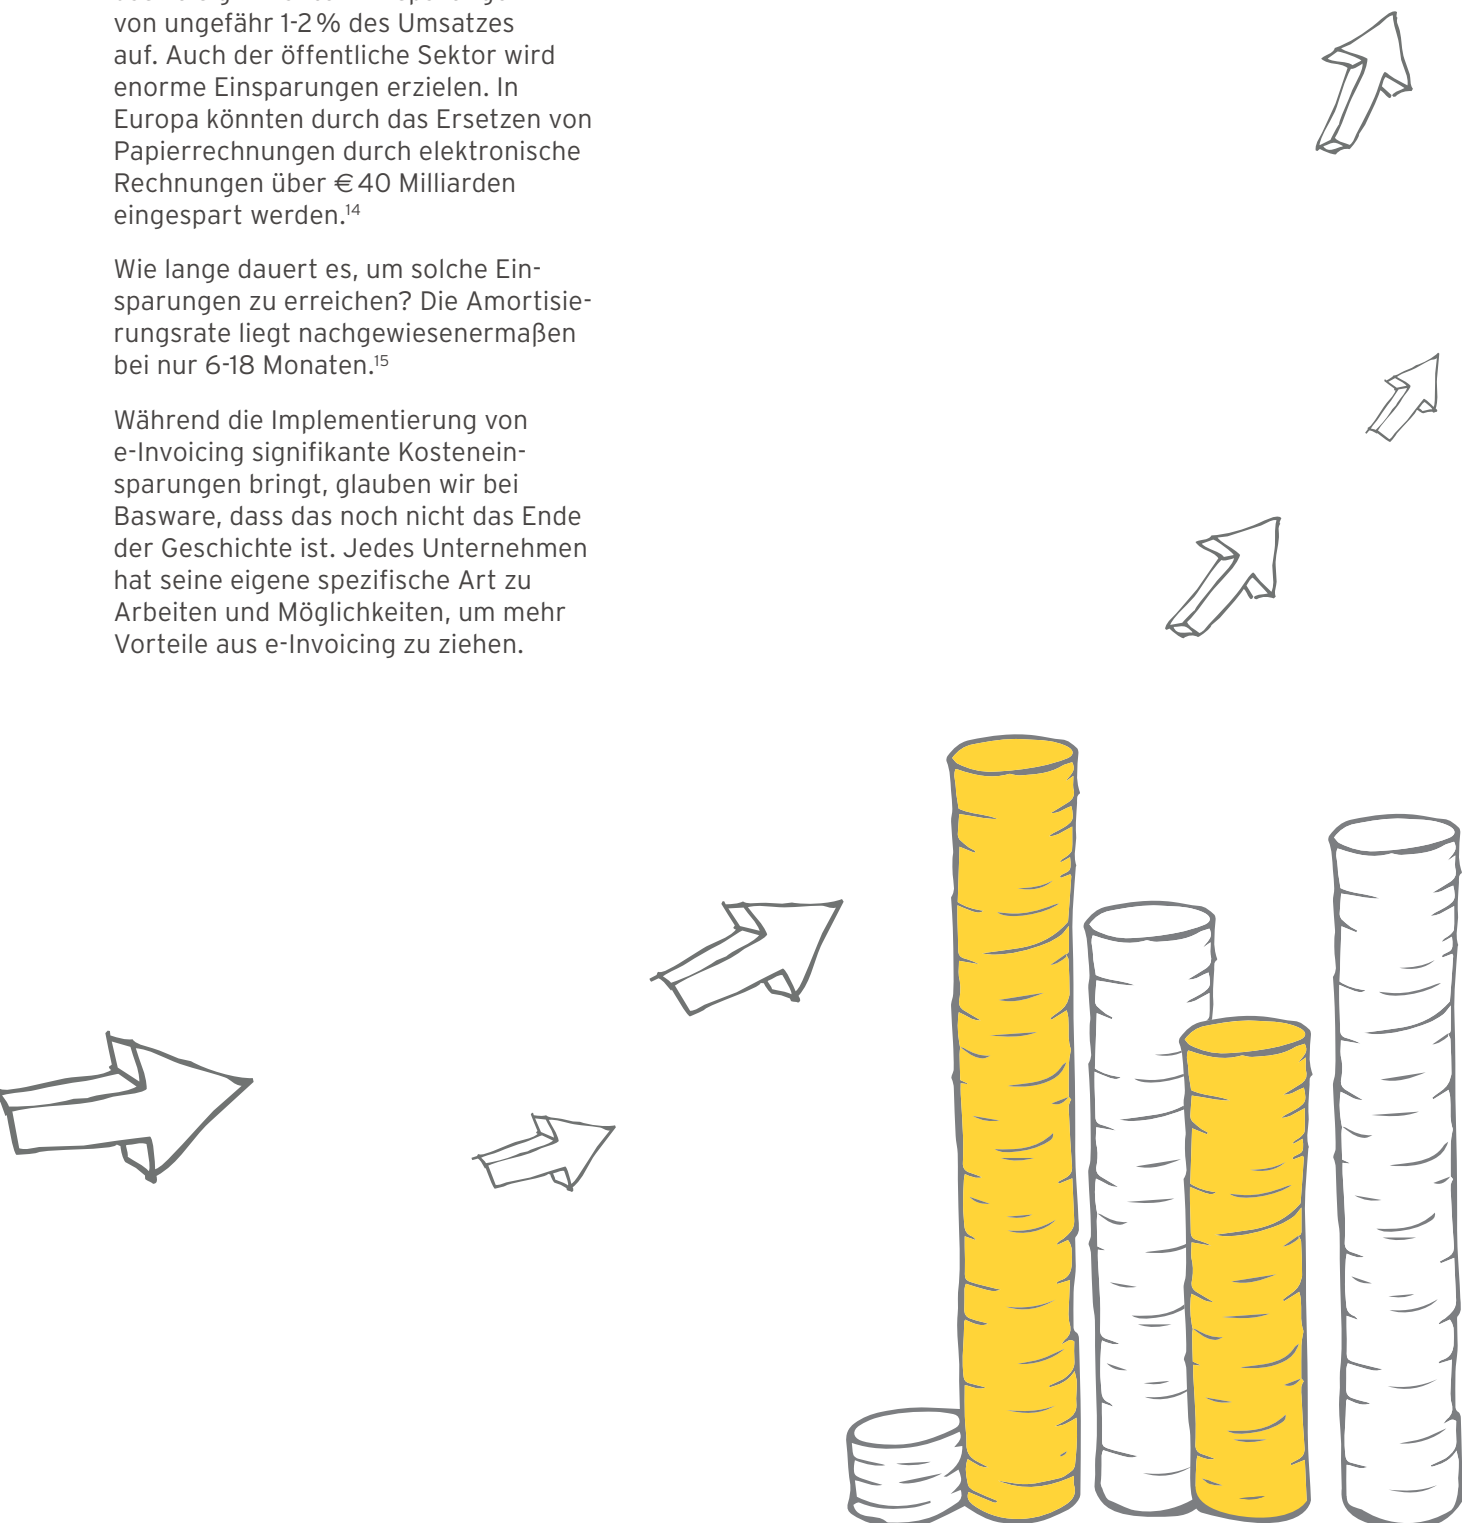 von ungefähr 1-2 % des Umsatzes
auf. Auch der öffentliche Sektor wird
enorme Einsparungen erzielen. In
Europa könnten durch das Ersetzen von
Papierrechnungen durch elektronische
Rechnungen über € 40 Milliarden
eingespart werden.¹⁴
Wie lange dauert es, um solche Ein-
sparungen zu erreichen? Die Amortisie-
rungsrate liegt nachgewiesenermaßen
bei nur 6-18 Monaten.¹⁵
Während die Implementierung von
e-Invoicing signifikante Kostenein-
sparungen bringt, glauben wir bei
Basware, dass das noch nicht das Ende
der Geschichte ist. Jedes Unternehmen
hat seine eigene spezifische Art zu
Arbeiten und Möglichkeiten, um mehr
Vorteile aus e-Invoicing zu ziehen.